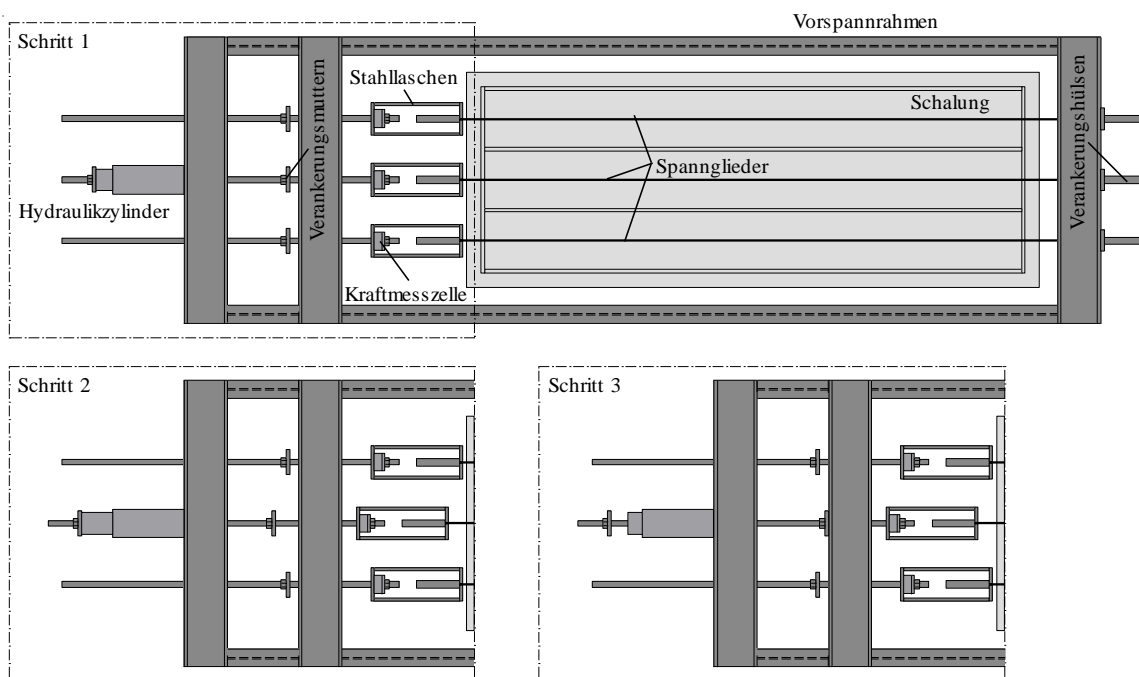 Vorspannrahmen
Schritt 1
Stahllaschen
Schalung
Verankerungsmuttern
Verankerungshülsen
Spannglieder
Hydraulikzylinder
Kraftmesszelle
Schritt 2
Schritt 3